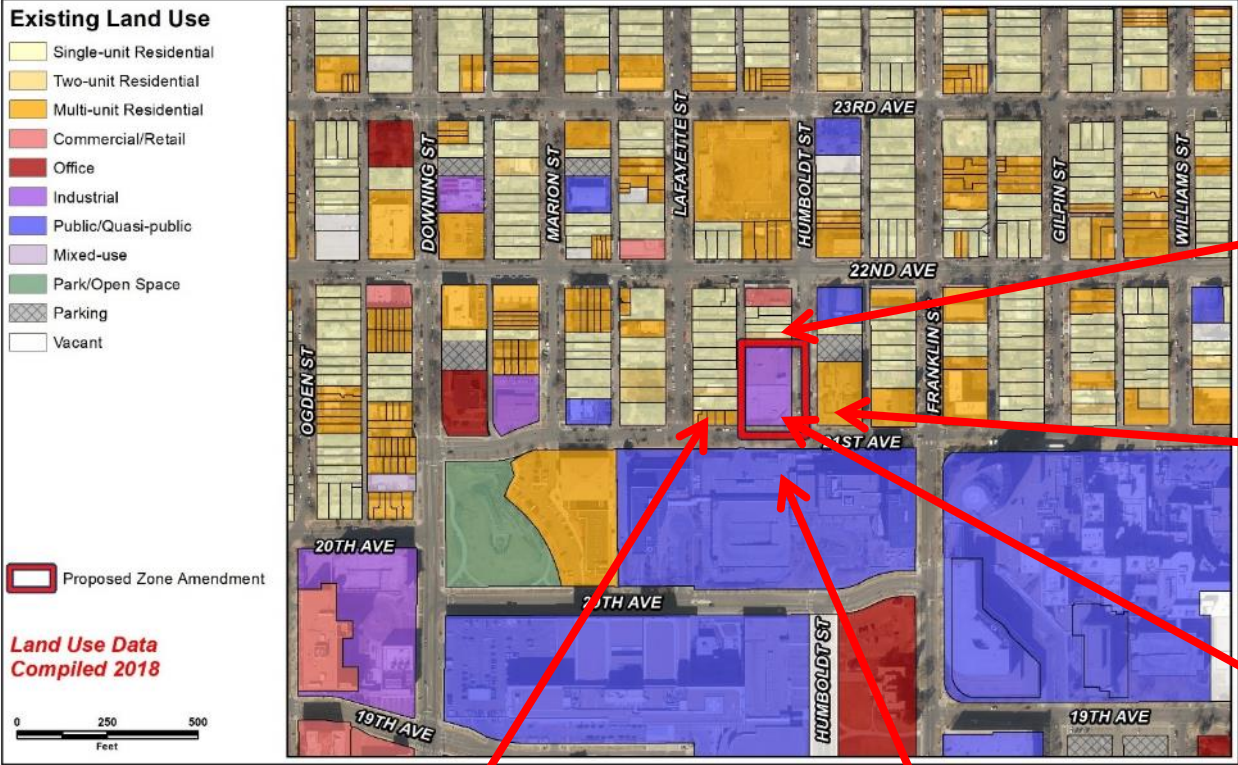 Existing Land Use
Single-unit Residential
Two-unit Residential
Multi-unit Residential
Commercial/Retail
Office
Industrial
Public/Quasi-public
Mixed-use
Park/Open Space
Parking
Vacant
Proposed Zone Amendment
Land Use Data
Compiled 2018
0 250 500
Feet
23RD AVE
DOWNING ST
MARION ST
LAFAYETTE ST
HUMBOLDT ST
GILPIN ST
WILLIAMS ST
22ND AVE
OGDEN ST
FRANKLIN ST
21ST AVE
20TH AVE
20TH AVE
HUMBOLDT ST
19TH AVE
19TH AVE